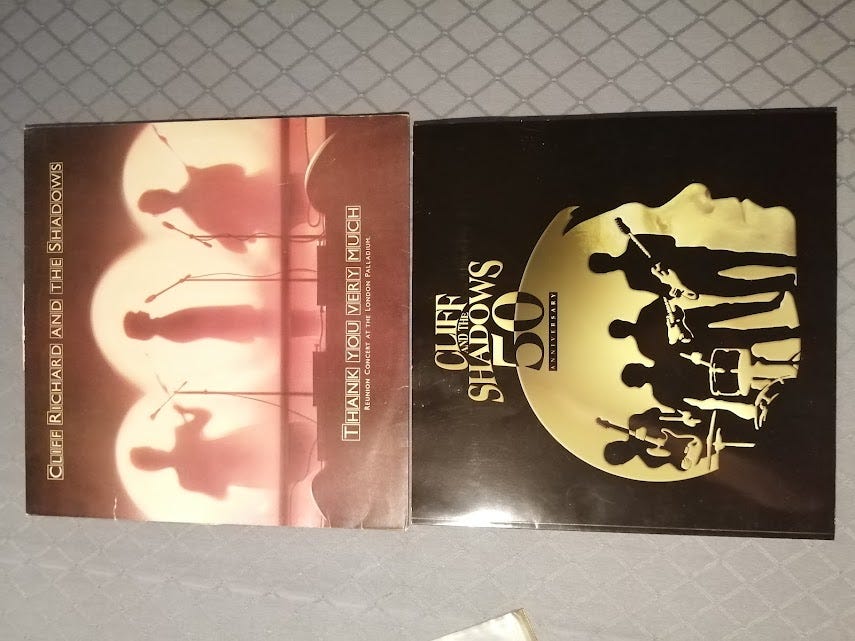 CLIFF RICHARD AND THE SHADOWS
THANK YOU VERY MUCH
REUNION CONCERT AT THE LONDON PALLADIUM.
CLIFF
AND THE
SHADOWS
50
ANNIVERSARY